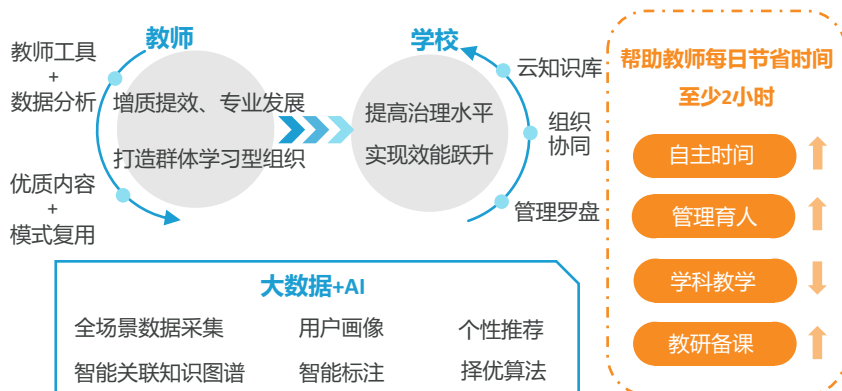 教师
教师工具
+
数据分析
优质内容
+
模式复用
增质提效、专业发展
打造群体学习型组织
学校
提高治理水平
实现效能跃升
云知识库
组织
协同
管理罗盘
帮助教师每日节省时间
至少2小时
自主时间
管理育人
学科教学
教研备课
大数据+AI
全场景数据采集 用户画像 个性推荐
智能关联知识图谱 智能标注 择优算法